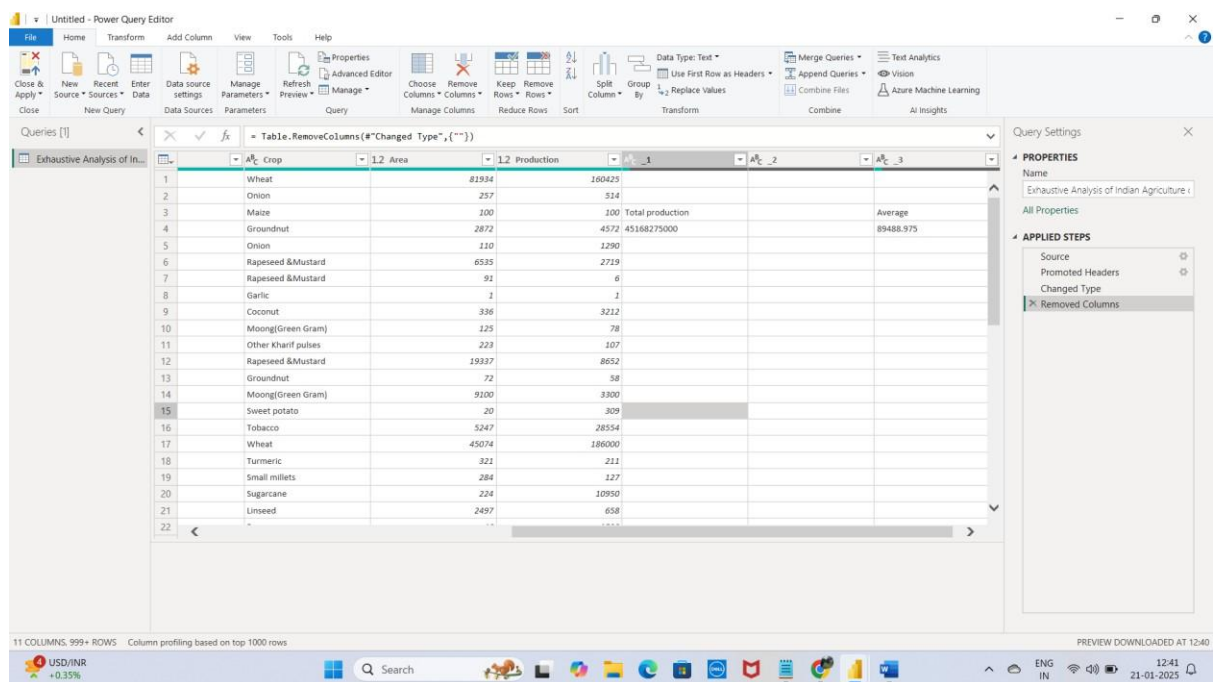 Untitled - Power Query Editor
File Home Transform Add Column View Tools Help
Close & Apply
New Source
Recent Sources
Enter Data
Data source settings
Manage Parameters
Refresh Preview
Properties
Advanced Editor
Manage
Choose Columns
Remove Columns
Keep Rows
Remove Rows
Split Column
Group By
Data Type: Text
Use First Row as Headers
Replace Values
Merge Queries
Append Queries
Combine Files
Text Analytics
Vision
Azure Machine Learning
Close New Query Data Sources Parameters Query Manage Columns Reduce Rows Sort Transform Combine AI Insights
Queries [1]
Exhaustive Analysis of In...
fx = Table.RemoveColumns(#"Changed Type",{""})
ABC Crop 1.2 Area 1.2 Production ABC _1 ABC _2 ABC _3
1 Wheat 81934 160425
2 Onion 257 514
3 Maize 100 100 Total production Average
4 Groundnut 2872 4572 45168275000 89488.975
5 Onion 110 1290
6 Rapeseed &Mustard 6535 2719
7 Rapeseed &Mustard 91 6
8 Garlic 1 1
9 Coconut 336 3212
10 Moong(Green Gram) 125 78
11 Other Kharif pulses 223 107
12 Rapeseed &Mustard 19337 8652
13 Groundnut 72 58
14 Moong(Green Gram) 9100 3300
15 Sweet potato 20 309
16 Tobacco 5247 28554
17 Wheat 45074 186000
18 Turmeric 321 211
19 Small millets 284 127
20 Sugarcane 224 10950
21 Linseed 2497 658
22
Query Settings
PROPERTIES
Name
Exhaustive Analysis of Indian Agriculture
All Properties
APPLIED STEPS
Source
Promoted Headers
Changed Type
Removed Columns
11 COLUMNS, 999+ ROWS Column profiling based on top 1000 rows
PREVIEW DOWNLOADED AT 12:40
4
USD/INR
+0.35%
Search
DELL
ENG
IN
12:41
21-01-2025